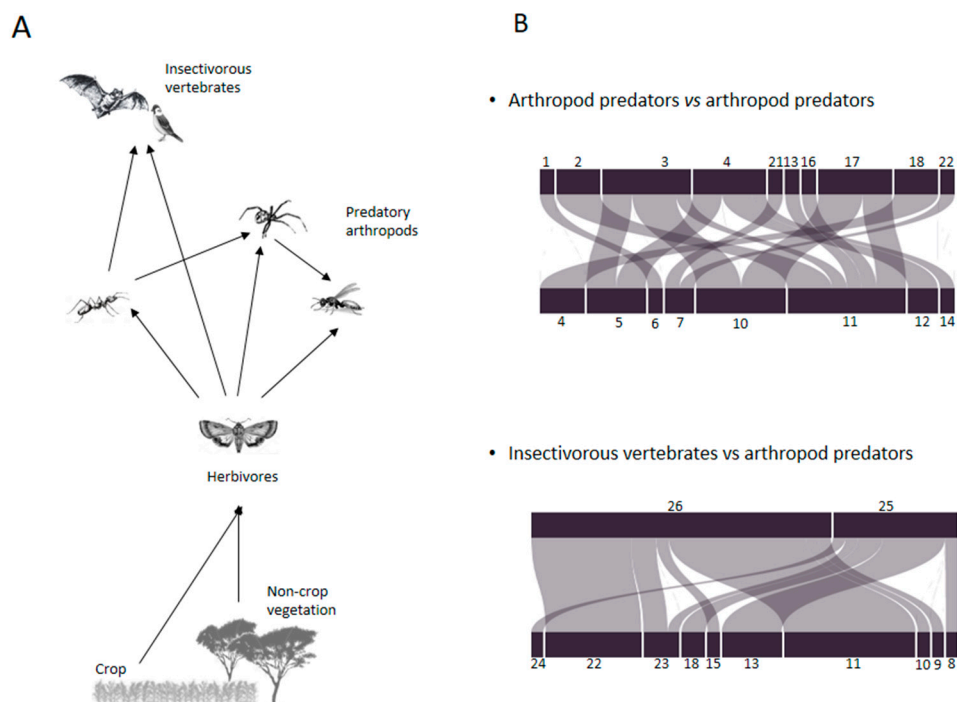 A
Insectivorous
vertebrates
Predatory
arthropods
Herbivores
Non-crop
vegetation
Crop
B
• Arthropod predators vs arthropod predators
1 2 3 4 21 13 16 17 18 22
4 5 6 7 10 11 12 14
• Insectivorous vertebrates vs arthropod predators
26 25
24 22 23 18 15 13 11 10 9 8